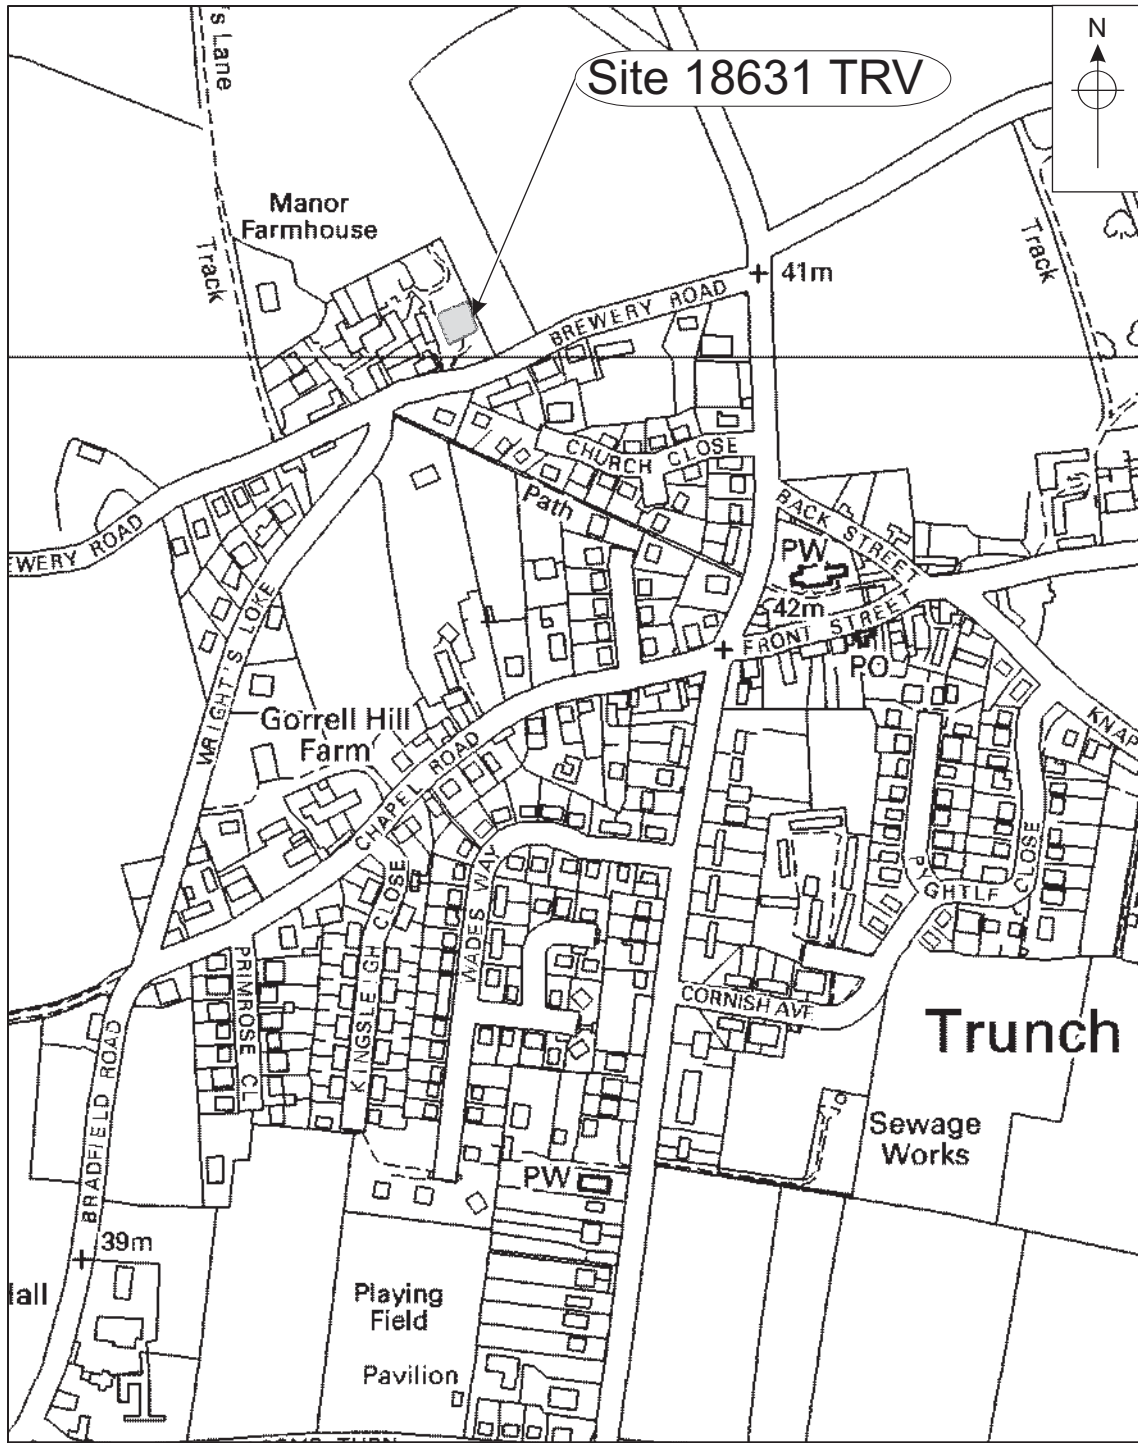 's Lane
N
Site 18631 TRV
Manor
Farmhouse
Track
Track
41m
BREWERY ROAD
CHURCH CLOSE
Path
BACK STREET
PW
EWERY ROAD
42m
FRONT STREET
PO
WRIGHT'S LOKE
KNAP
Gorrell Hill
Farm
CHAPEL ROAD
CLOSE
PYGHTLE
WADES WAY
KINGSLEIGH CLOSE
PRIMROSE CL
CORNISH AVE
Trunch
BRADFIELD ROAD
Sewage
Works
PW
39m
Playing
Field
Pavilion